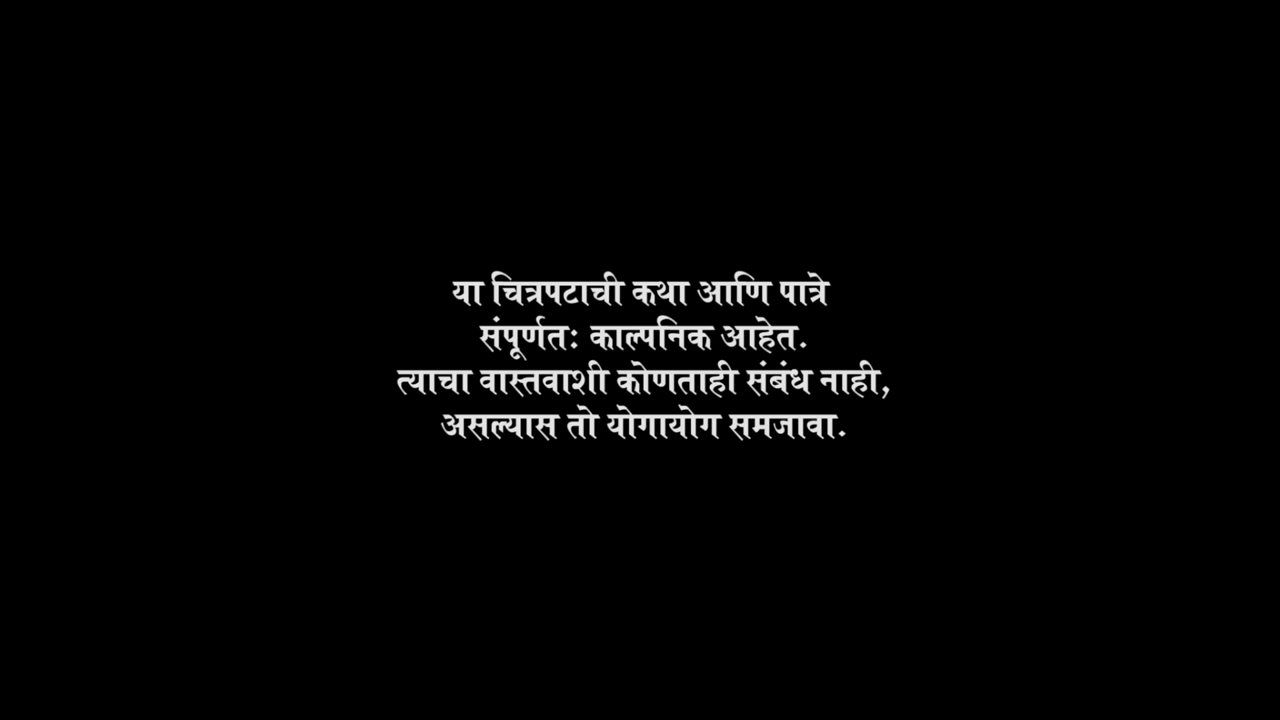 या चित्रपटाची कथा आणि पात्रे
संपूर्णतः काल्पनिक आहेत.
त्याचा वास्तवाशी कोणताही संबंध नाही,
असल्यास तो योगायोग समजावा.